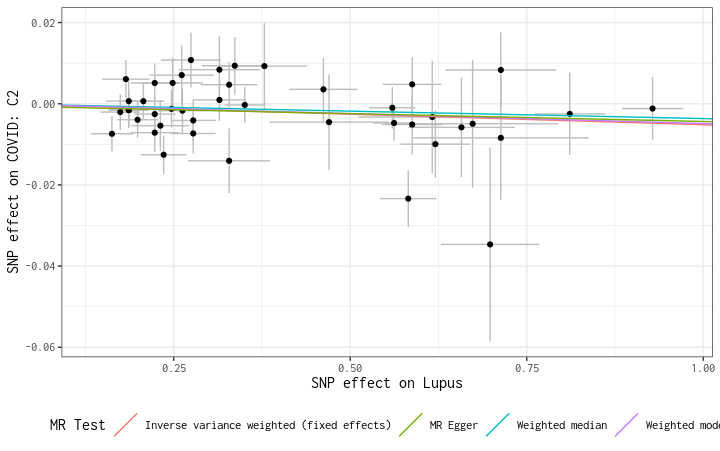 0.02
0.00
-0.02
-0.04
-0.06
SNP effect on COVID: C2
0.25 0.50 0.75 1.00
SNP effect on Lupus
MR Test Inverse variance weighted (fixed effects) MR Egger Weighted median Weighted mode